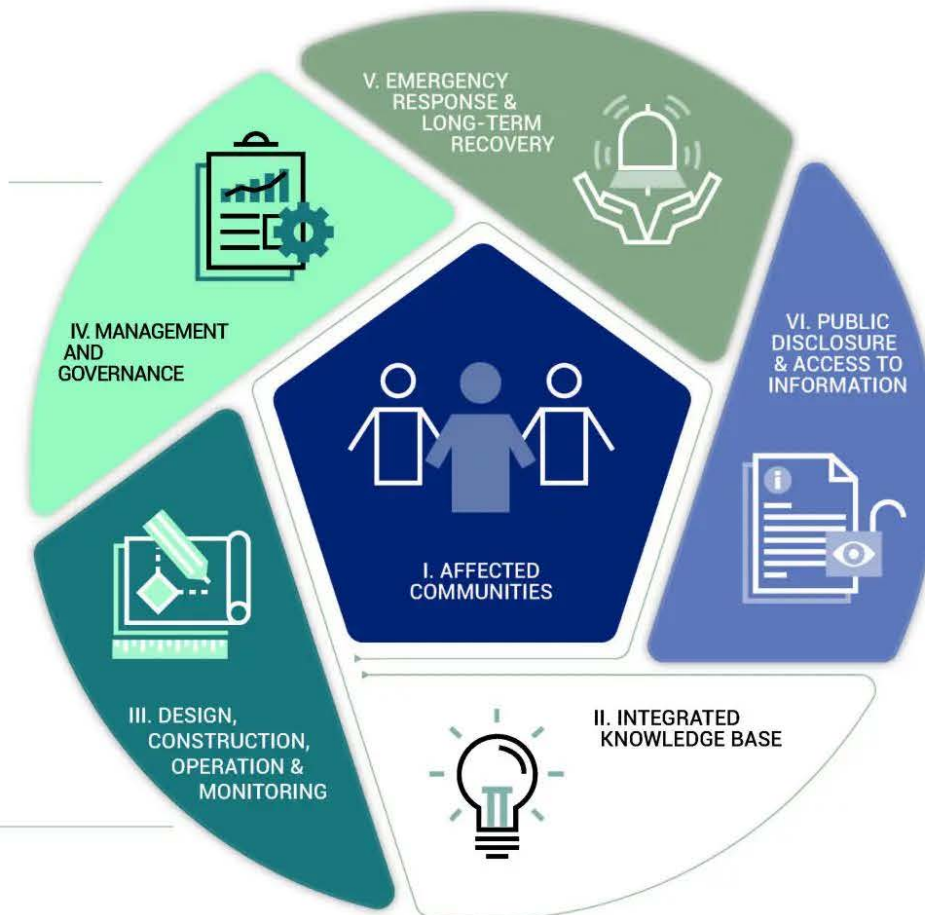 V. EMERGENCY
RESPONSE &
LONG-TERM
RECOVERY
IV. MANAGEMENT
AND
GOVERNANCE
VI. PUBLIC
DISCLOSURE
& ACCESS TO
INFORMATION
i
I. AFFECTED
COMMUNITIES
III. DESIGN,
CONSTRUCTION,
OPERATION &
MONITORING
II. INTEGRATED
KNOWLEDGE BASE